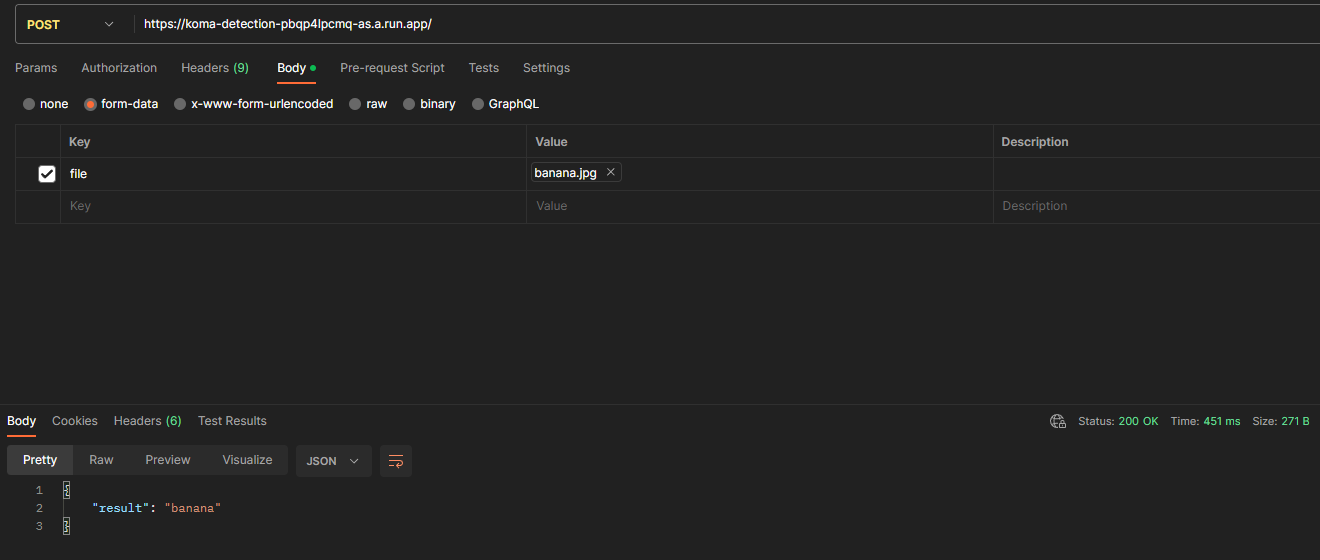 POST https://koma-detection-pbqp4lpcmq-as.a.run.app/
Params Authorization Headers (9) Body Pre-request Script Tests Settings
none form-data x-www-form-urlencoded raw binary GraphQL
Key Value Description
file banana.jpg
Key Value Description
Body Cookies Headers (6) Test Results Status: 200 OK Time: 451 ms Size: 271 B
Pretty Raw Preview Visualize JSON
1 {
2 "result": "banana"
3 }